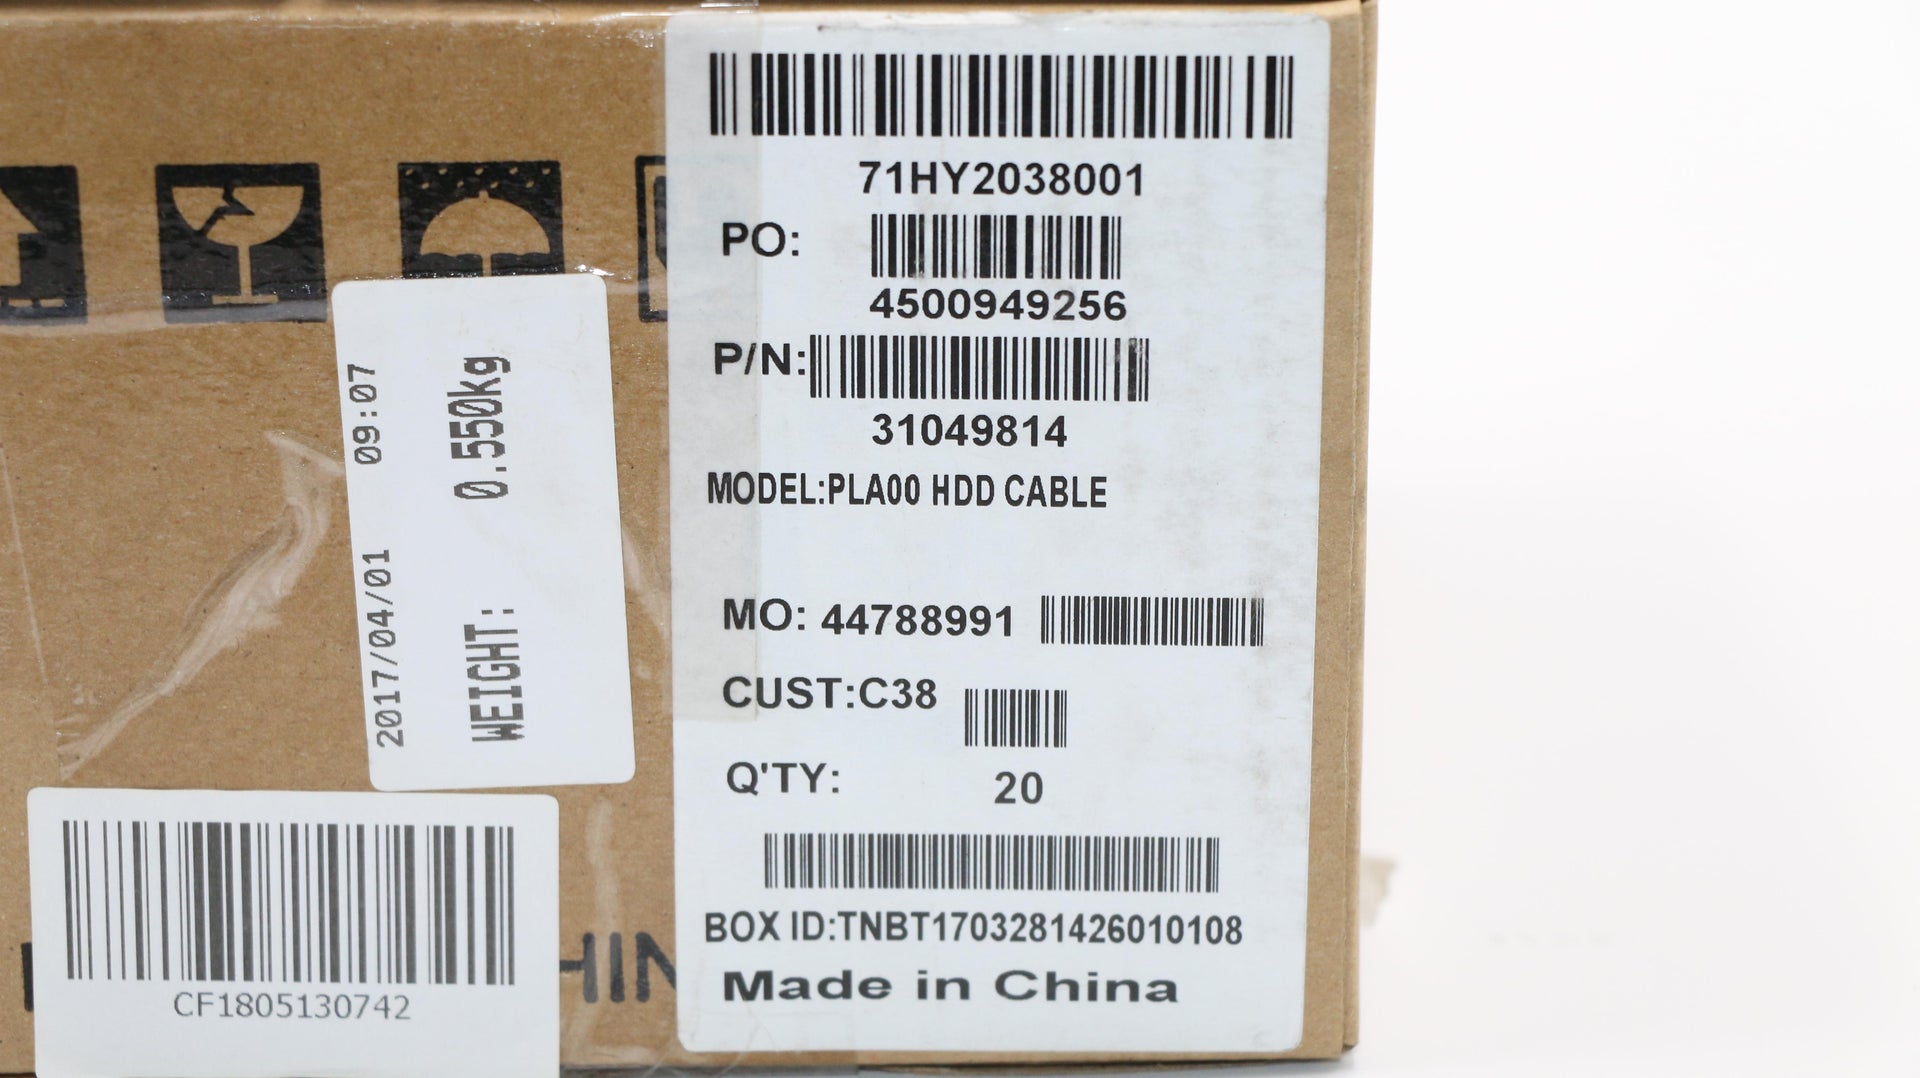 71HY2038001
PO:
4500949256
P/N:
31049814
MODEL:PLA00 HDD CABLE
MO: 44788991
CUST:C38
Q'TY: 20
BOX ID:TNBT1703281426010108
Made in China
2017/04/01 09:07
WEIGHT: 0.550kg
CF1805130742